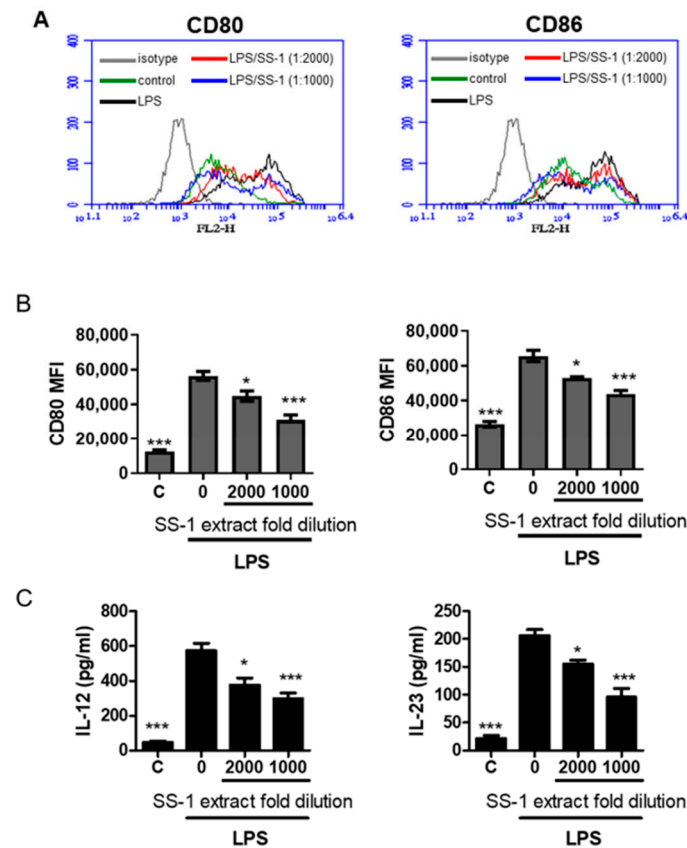 A
CD80
CD86
isotype
LPS/SS-1 (1:2000)
control
LPS/SS-1 (1:1000)
LPS
400
300
200
100
0
10^1.1 10^2 10^3 10^4 10^5 10^6.4
FL2-H
isotype
LPS/SS-1 (1:2000)
control
LPS/SS-1 (1:1000)
LPS
400
300
200
100
0
10^1.1 10^2 10^3 10^4 10^5 10^6.4
FL2-H
B
CD80 MFI
80,000
60,000
40,000
20,000
0
***
*
***
C 0 2000 1000
SS-1 extract fold dilution
LPS
CD86 MFI
80,000
60,000
40,000
20,000
0
***
*
***
C 0 2000 1000
SS-1 extract fold dilution
LPS
C
IL-12 (pg/ml)
800
600
400
200
0
***
*
***
C 0 2000 1000
SS-1 extract fold dilution
LPS
IL-23 (pg/ml)
250
200
150
100
50
0
***
*
***
C 0 2000 1000
SS-1 extract fold dilution
LPS